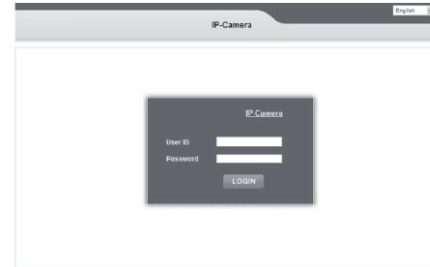 English
IP-Camera
IP-Camera
User ID
Password
LOGIN